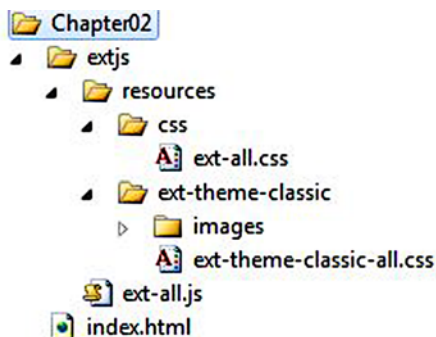 Chapter02
extjs
resources
css
ext-all.css
ext-theme-classic
images
ext-theme-classic-all.css
ext-all.js
index.html